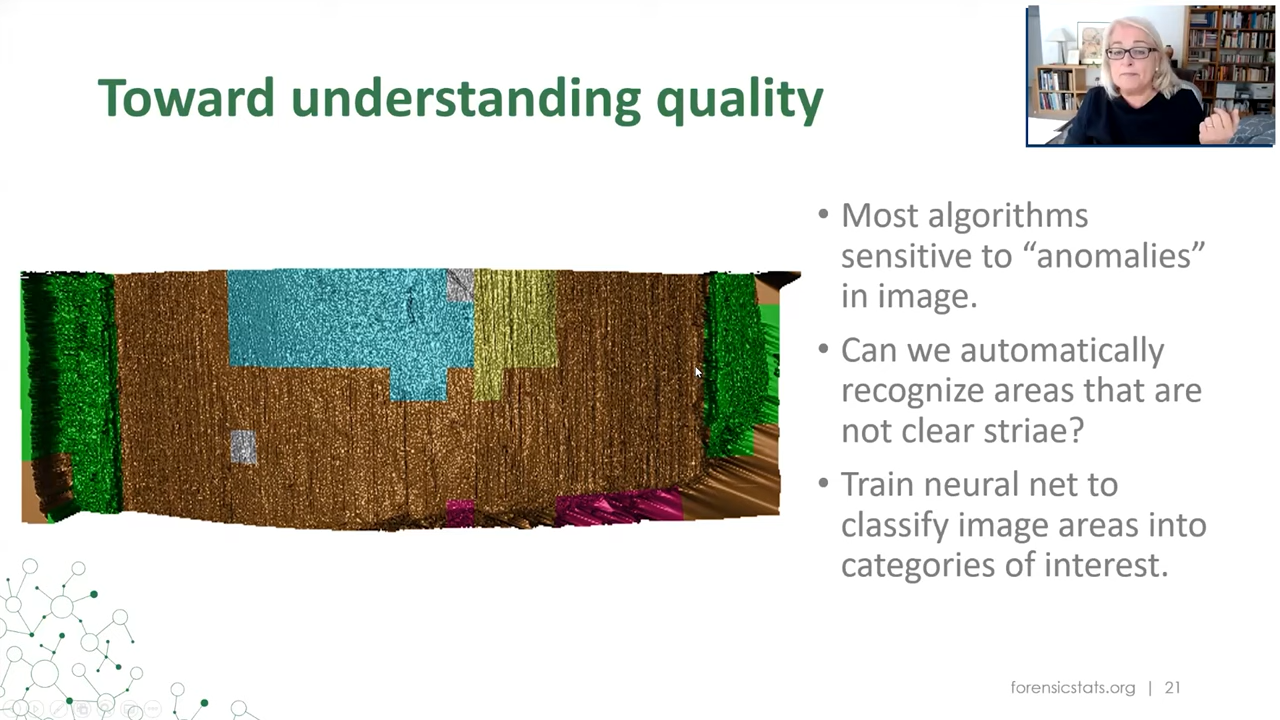 Toward understanding quality
• Most algorithms
sensitive to “anomalies”
in image.
• Can we automatically
recognize areas that are
not clear striae?
• Train neural net to
classify image areas into
categories of interest.
forensicstats.org | 21